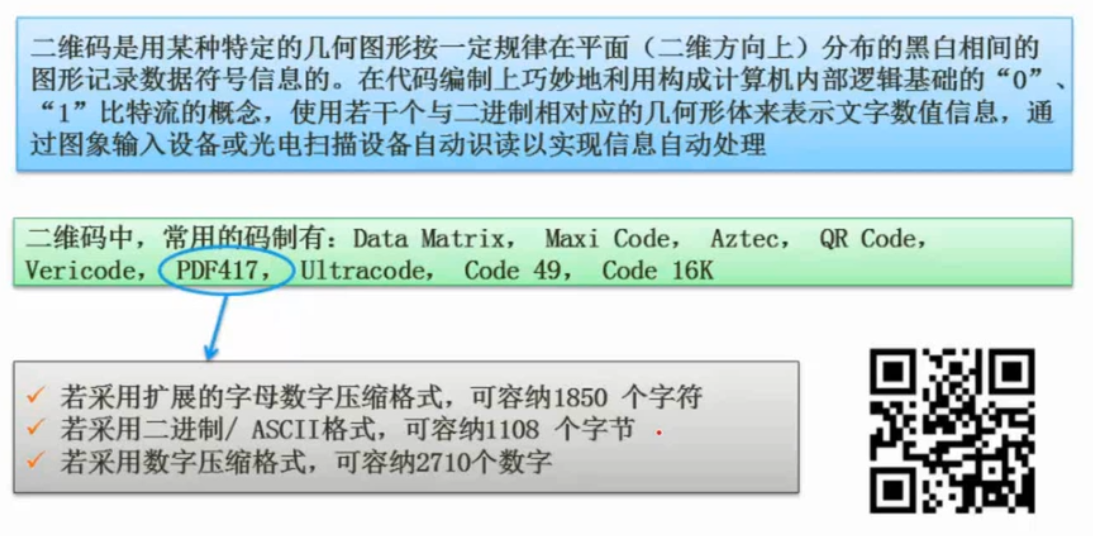 二维码是用某种特定的几何图形按一定规律在平面（二维方向上）分布的黑白相间的
图形记录数据符号信息的。在代码编制上巧妙地利用构成计算机内部逻辑基础的“0”、
“1”比特流的概念，使用若干个与二进制相对应的几何形体来表示文字数值信息，通
过图象输入设备或光电扫描设备自动识读以实现信息自动处理
二维码中，常用的码制有：Data Matrix， Maxi Code， Aztec， QR Code，
Vericode， PDF417， Ultracode， Code 49， Code 16K
✓ 若采用扩展的字母数字压缩格式，可容纳1850 个字符
✓ 若采用二进制/ ASCII格式，可容纳1108 个字节
✓ 若采用数字压缩格式，可容纳2710个数字